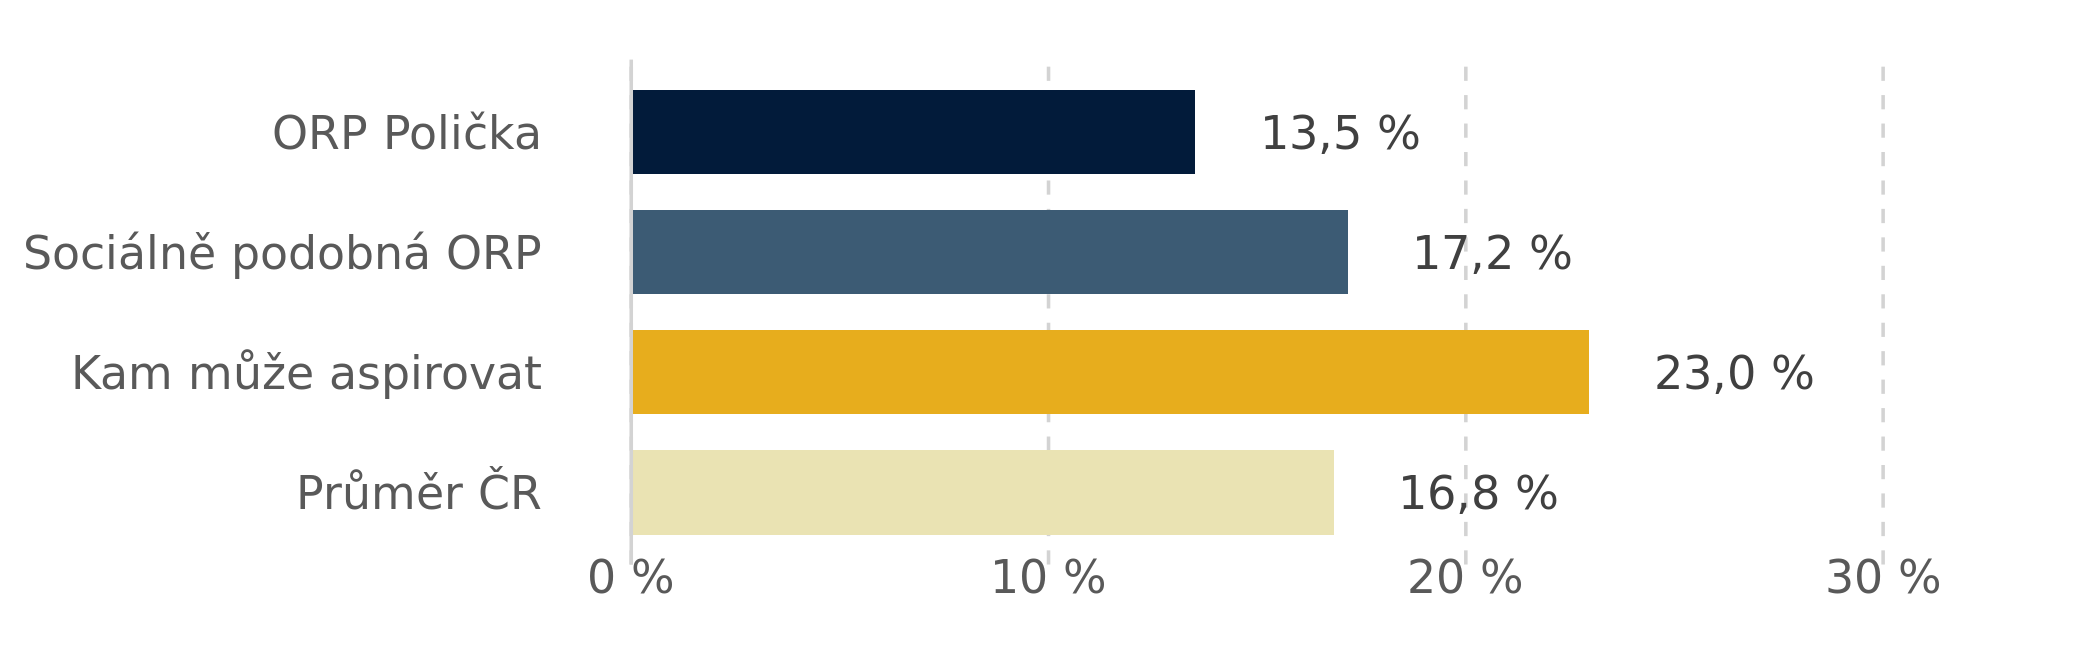 ORP Polička 13,5 %
Sociálně podobná ORP 17,2 %
Kam může aspirovat 23,0 %
Průměr ČR 16,8 %
0 % 10 % 20 % 30 %